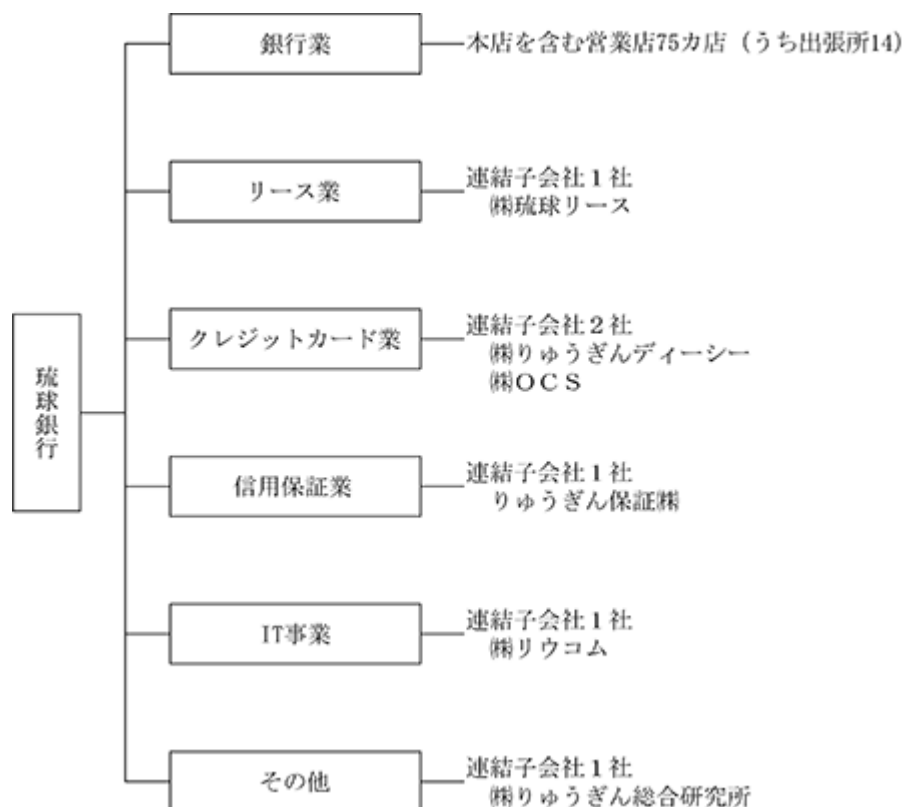 琉球銀行
銀行業
本店を含む営業店75カ店（うち出張所14）
リース業
連結子会社１社
㈱琉球リース
クレジットカード業
連結子会社２社
㈱りゅうぎんディーシー
㈱ＯＣＳ
信用保証業
連結子会社１社
りゅうぎん保証㈱
IT事業
連結子会社１社
㈱リウコム
その他
連結子会社１社
㈱りゅうぎん総合研究所